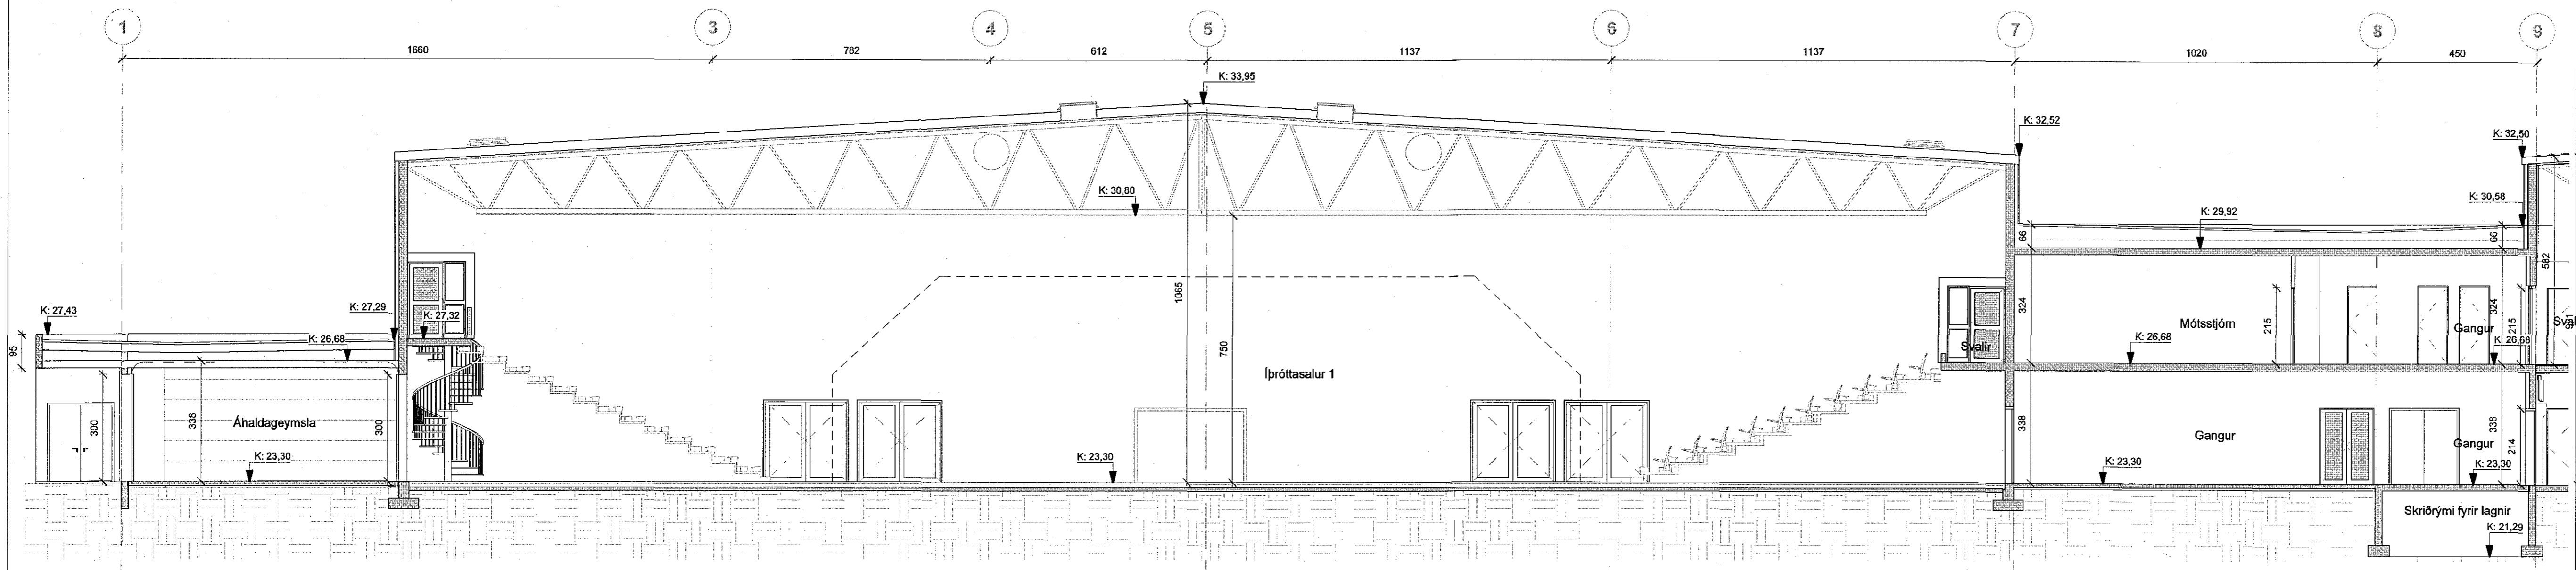 1
3
4
5
6
7
8
9
1660
782
612
1137
1137
1020
450
K: 33,95
K: 32,52
K: 32,50
K: 30,80
K: 30,58
K: 29,92
66
66
582
K: 27,43
K: 27,29
K: 27,32
K: 26,68
95
1065
750
324
Mótsstjórn
215
Gangur
324
215
K: 26,68
K: 26,68
Svalir
Íþróttasalur 1
Áhaldageymsla
300
338
300
K: 23,30
K: 23,30
338
Gangur
K: 23,30
Gangur
338
214
K: 23,30
Skriðrými fyrir lagnir
K: 21,29